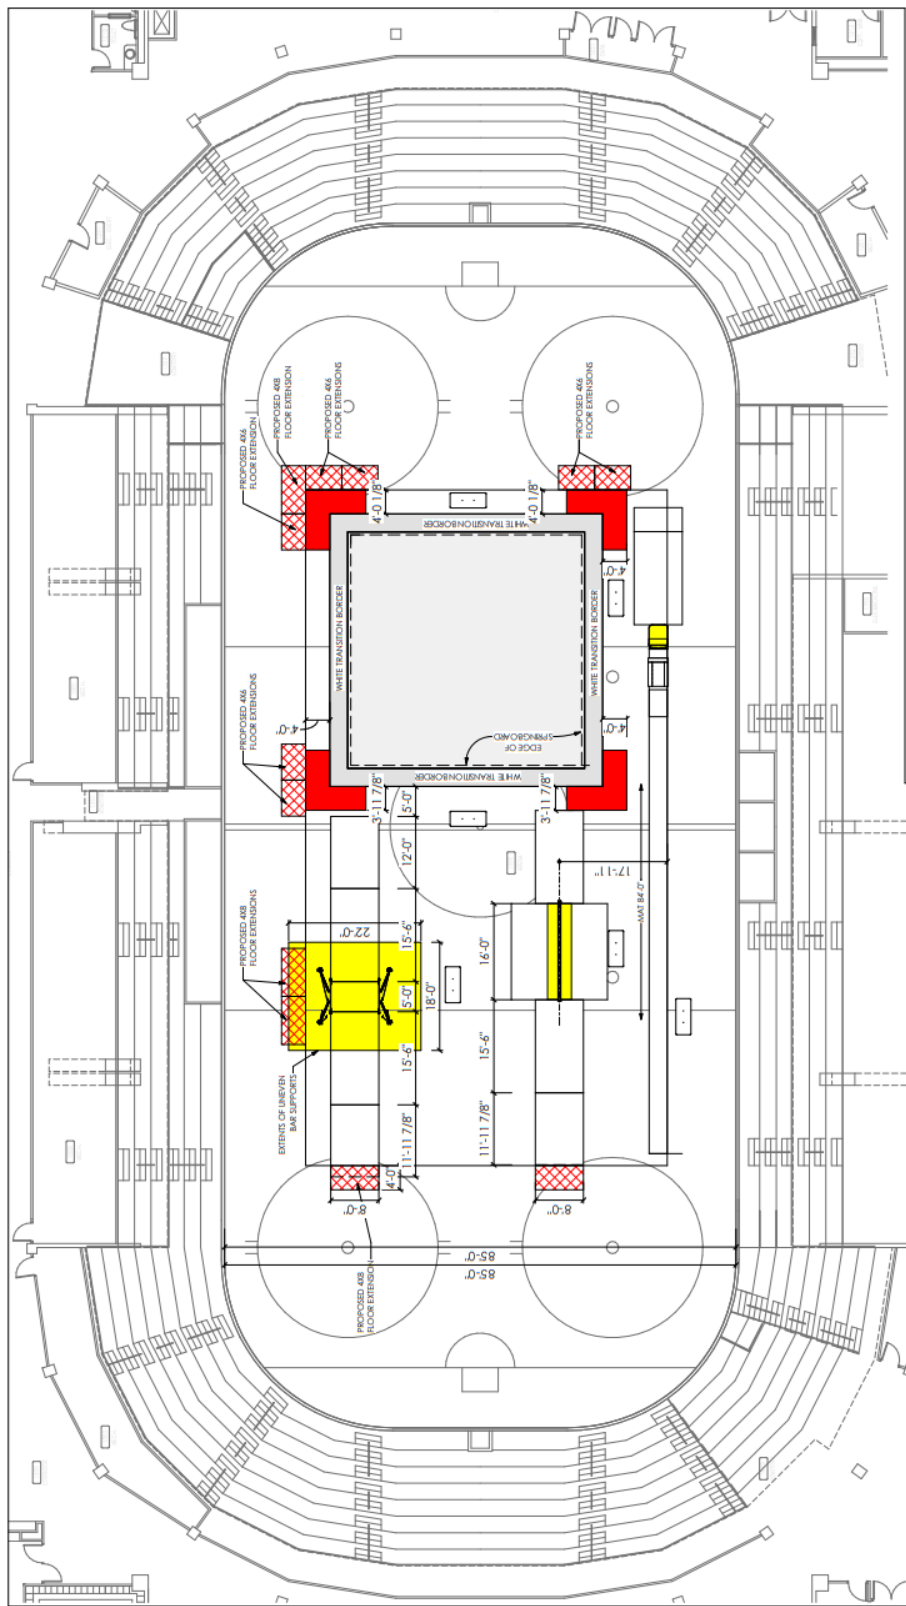 PROPOSED 4X8
FLOOR EXTENSION
PROPOSED 4X6
FLOOR EXTENSIONS
PROPOSED 4X6
FLOOR EXTENSION
PROPOSED 4X6
FLOOR EXTENSIONS
4'-0 1/8"
4'-0 1/8"
WHITE TRANSITION BORDER
4'-0"
WHITE TRANSITION BORDER
WHITE TRANSITION BORDER
PROPOSED 4X6
FLOOR EXTENSIONS
4'-0"
4'-0"
EDGE OF
SPRINGBOARD
WHITE TRANSITION BORDER
3'-11 7/8"
3'-11 7/8"
5'-0"
12'-0"
17'-11"
MAT 84'-0"
PROPOSED 4X8
FLOOR EXTENSIONS
22'-0"
15'-6"
16'-0"
5'-0"
18'-0"
15'-6"
15'-6"
EXTENTS OF UNEVEN
BAR SUPPORTS
11'-11 7/8"
11'-11 7/8"
4'-0"
8'-0"
8'-0"
85'-0"
85'-0"
PROPOSED 4X8
FLOOR EXTENSION